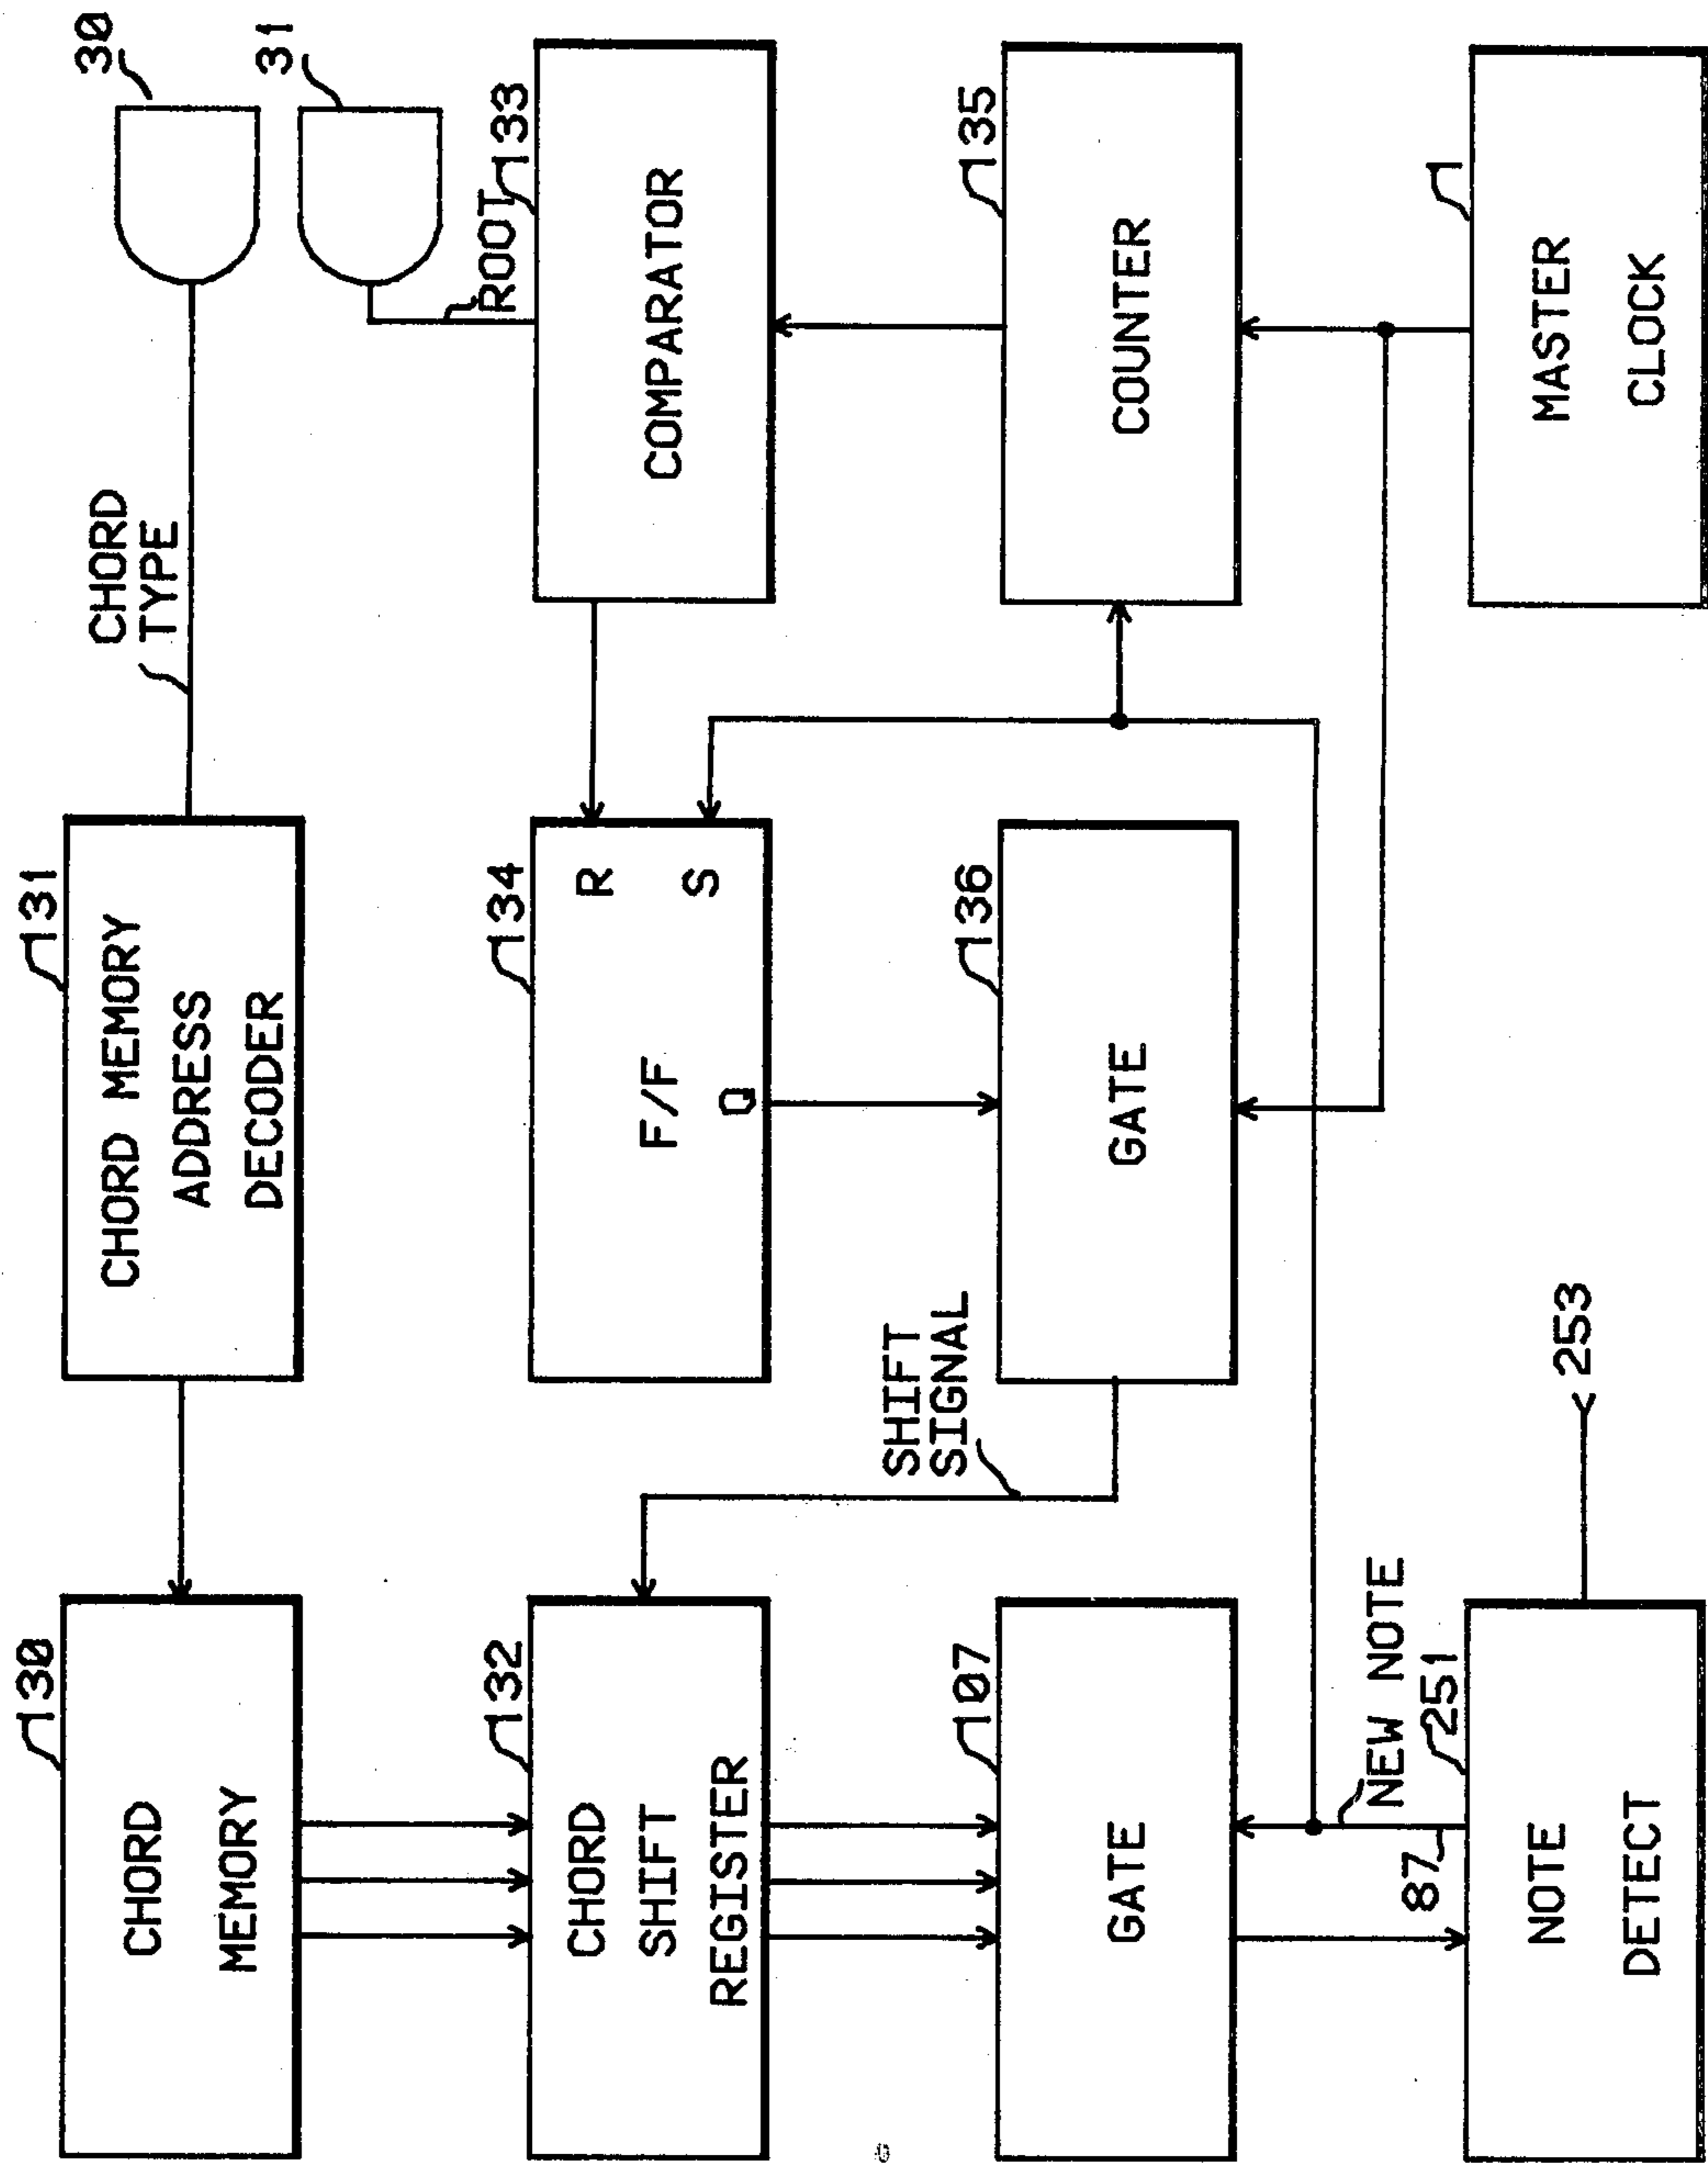 130
CHORD
MEMORY
131
CHORD MEMORY
ADDRESS
DECODER
CHORD
TYPE
30
31
132
CHORD
SHIFT
REGISTER
134
F/F
R
S
Q
ROOT
133
COMPARATOR
SHIFT
SIGNAL
107
GATE
136
GATE
135
COUNTER
NEW NOTE
87
251
NOTE
DETECT
253
1
MASTER
CLOCK